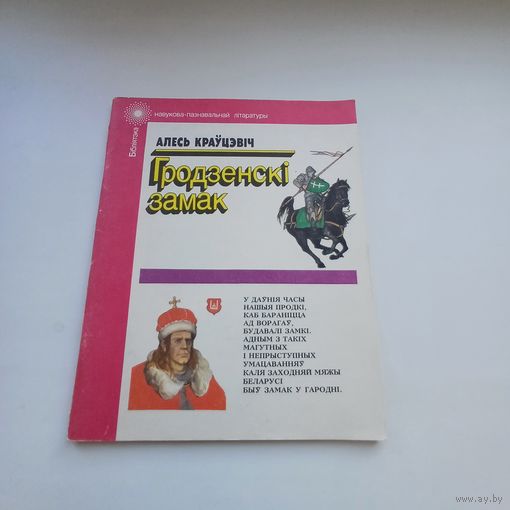 Бібліятэка
навукова-пазнавальнай літаратуры
АЛЕСЬ КРАЎЦЭВІЧ
Гродзенскі
замак
У ДАЎНІЯ ЧАСЫ
НАШЫЯ ПРОДКІ,
КАБ БАРАНІЦЦА
АД ВОРАГАЎ,
БУДАВАЛІ ЗАМКІ.
АДНЫМ З ТАКІХ
МАГУТНЫХ
І НЕПРЫСТУПНЫХ
УМАЦАВАННЯЎ
КАЛЯ ЗАХОДНЯЙ МЯЖЫ
БЕЛАРУСІ
БЫЎ ЗАМАК У ГАРОДНІ.
www.ay.by